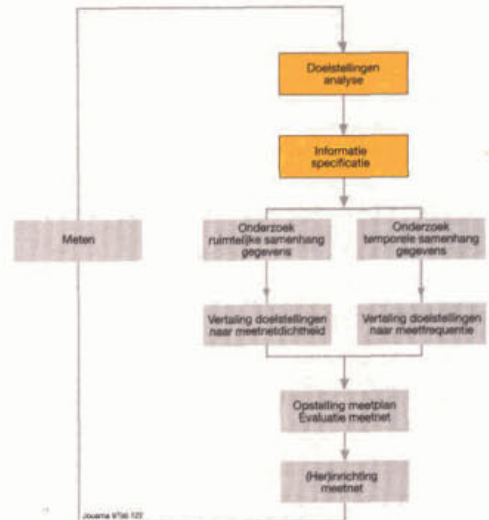 Doelstellingen
analyse
Informatie
specificatie
Meten
Onderzoek
ruimtelijke samenhang
gegevens
Onderzoek
temporele samenhang
gegevens
Vertaling doelstellingen
naar meetnetdichtheid
Vertaling doelstellingen
naar meetfrequentie
Opstelling meetplan
Evaluatie meetnet
(Her)inrichting
meetnet